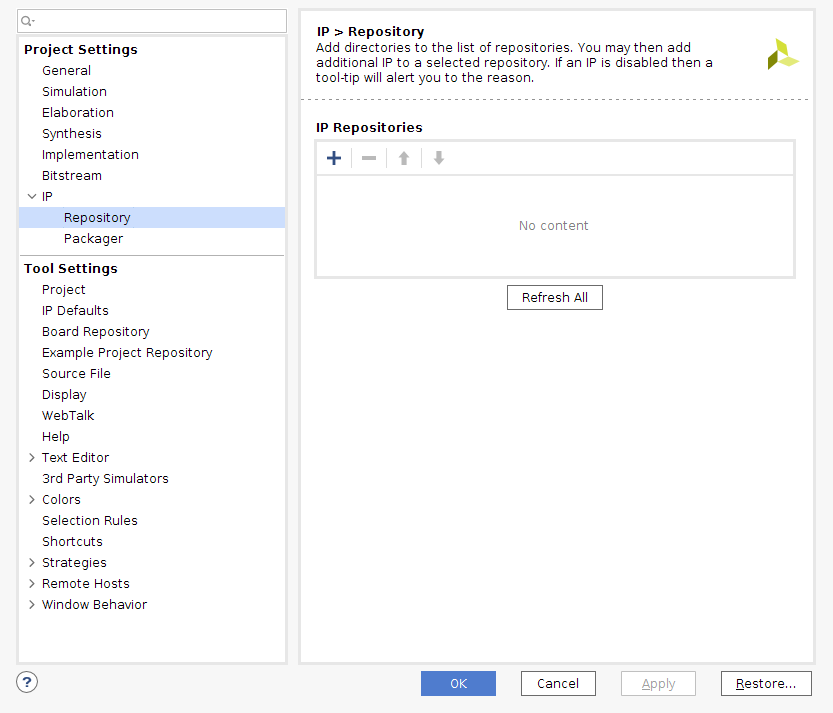 Project Settings
General
Simulation
Elaboration
Synthesis
Implementation
Bitstream
IP
Repository
Packager
Tool Settings
Project
IP Defaults
Board Repository
Example Project Repository
Source File
Display
WebTalk
Help
Text Editor
3rd Party Simulators
Colors
Selection Rules
Shortcuts
Strategies
Remote Hosts
Window Behavior
IP > Repository
Add directories to the list of repositories. You may then add
additional IP to a selected repository. If an IP is disabled then a
tool-tip will alert you to the reason.
IP Repositories
No content
Refresh All
?
OK
Cancel
Apply
Restore...